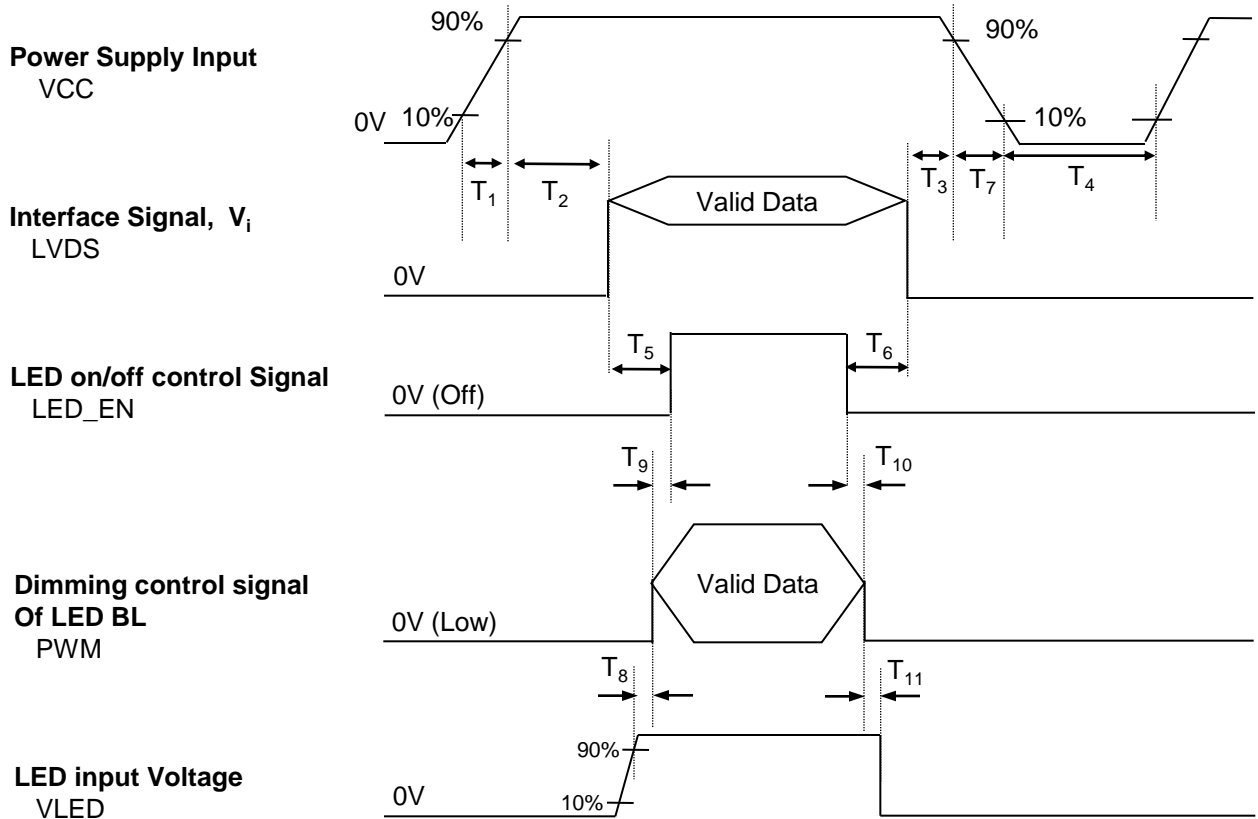 90%
90%
Power Supply Input
VCC
10%
10%
0V
T1
T2
T3
T7
T4
Valid Data
Interface Signal, Vi
LVDS
0V
T5
T6
LED on/off control Signal
LED_EN
0V (Off)
T9
T10
Valid Data
Dimming control signal
Of LED BL
PWM
0V (Low)
T8
T11
90%
LED input Voltage
VLED
0V
10%